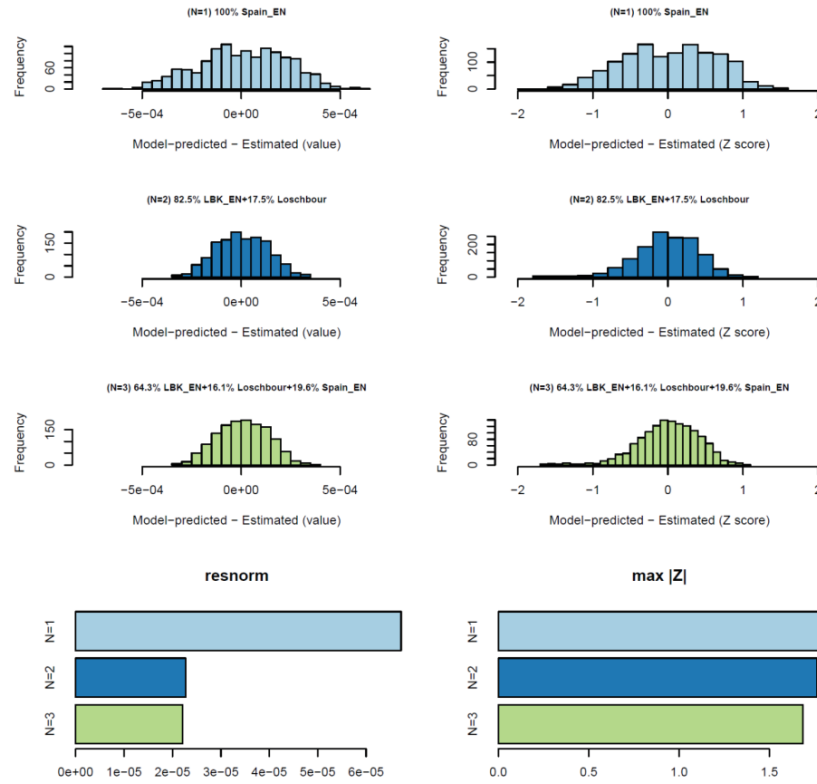 (N=1) 100% Spain_EN
Frequency
0 60
−5e−04 0e+00 5e−04
Model−predicted − Estimated (value)
(N=1) 100% Spain_EN
Frequency
0 100
−2 −1 0 1 2
Model−predicted − Estimated (Z score)
(N=2) 82.5% LBK_EN+17.5% Loschbour
Frequency
0 150
−5e−04 0e+00 5e−04
Model−predicted − Estimated (value)
(N=2) 82.5% LBK_EN+17.5% Loschbour
Frequency
0 200
−2 −1 0 1 2
Model−predicted − Estimated (Z score)
(N=3) 64.3% LBK_EN+16.1% Loschbour+19.6% Spain_EN
Frequency
0 150
−5e−04 0e+00 5e−04
Model−predicted − Estimated (value)
(N=3) 64.3% LBK_EN+16.1% Loschbour+19.6% Spain_EN
Frequency
0 80
−2 −1 0 1 2
Model−predicted − Estimated (Z score)
resnorm
N=1
N=2
N=3
0e+00 1e−05 2e−05 3e−05 4e−05 5e−05 6e−05
max |Z|
N=1
N=2
N=3
0.0 0.5 1.0 1.5